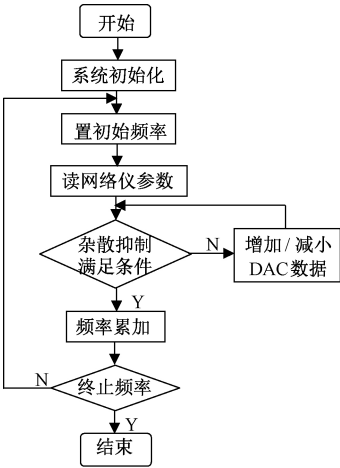 开始
系统初始化
置初始频率
读网络仪参数
杂散抑制
满足条件
N
增加/减小
DAC数据
Y
频率累加
N
终止频率
Y
结束